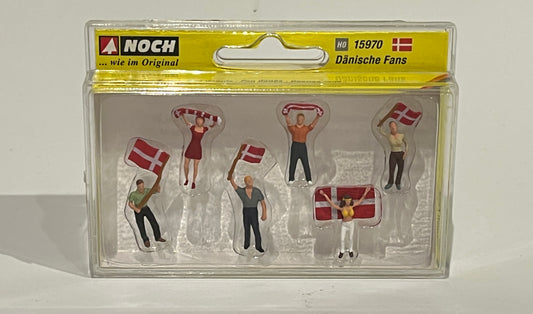 NOCH
... wie im Original
HO 15970
Dänische Fans